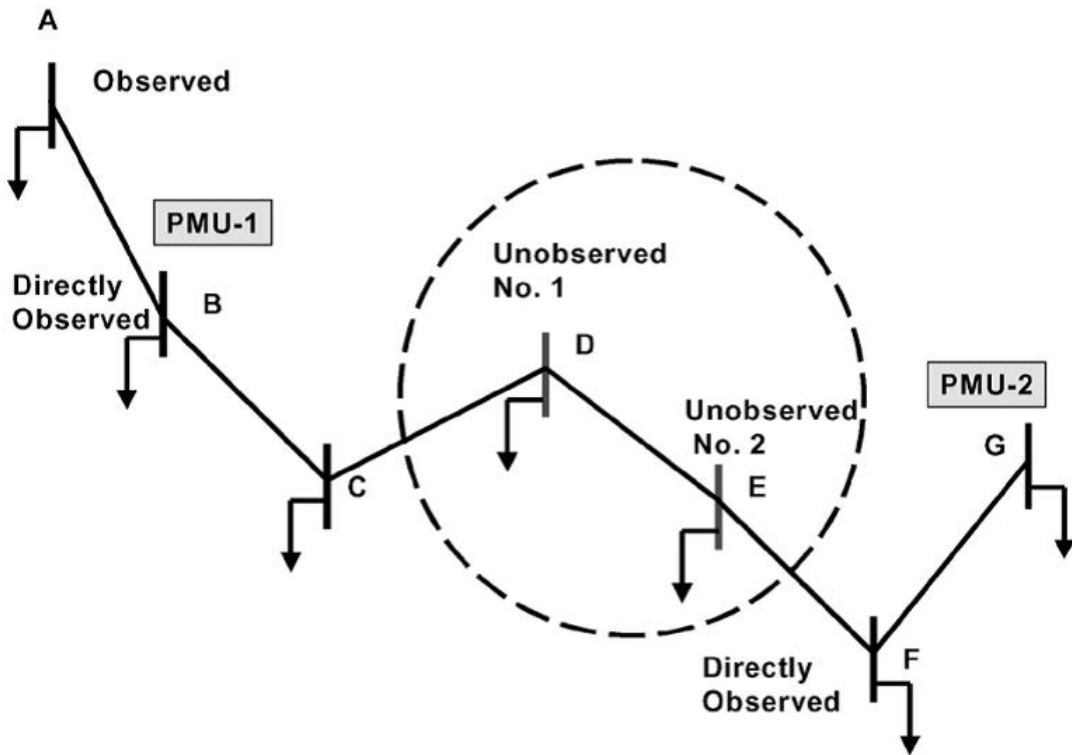 A
Observed
PMU-1
Directly
Observed
B
Unobserved
No. 1
D
C
Unobserved
No. 2
E
PMU-2
G
Directly
Observed
F